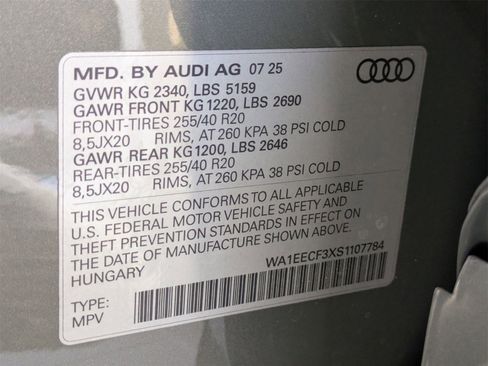 MFD. BY AUDI AG 07 25
GVWR KG 2340, LBS 5159
GAWR FRONT KG 1220, LBS 2690
FRONT-TIRES 255/40 R20
8,5JX20 RIMS, AT 260 KPA 38 PSI COLD
GAWR REAR KG 1200, LBS 2646
REAR-TIRES 255/40 R20
8,5JX20 RIMS, AT 260 KPA 38 PSI COLD
THIS VEHICLE CONFORMS TO ALL APPLICABLE
U.S. FEDERAL MOTOR VEHICLE SAFETY AND
THEFT PREVENTION STANDARDS IN EFFECT ON
THE DATE OF MANUFACTURE SHOWN ABOVE.
HUNGARY
WA1EECF3XS1107784
TYPE:
MPV